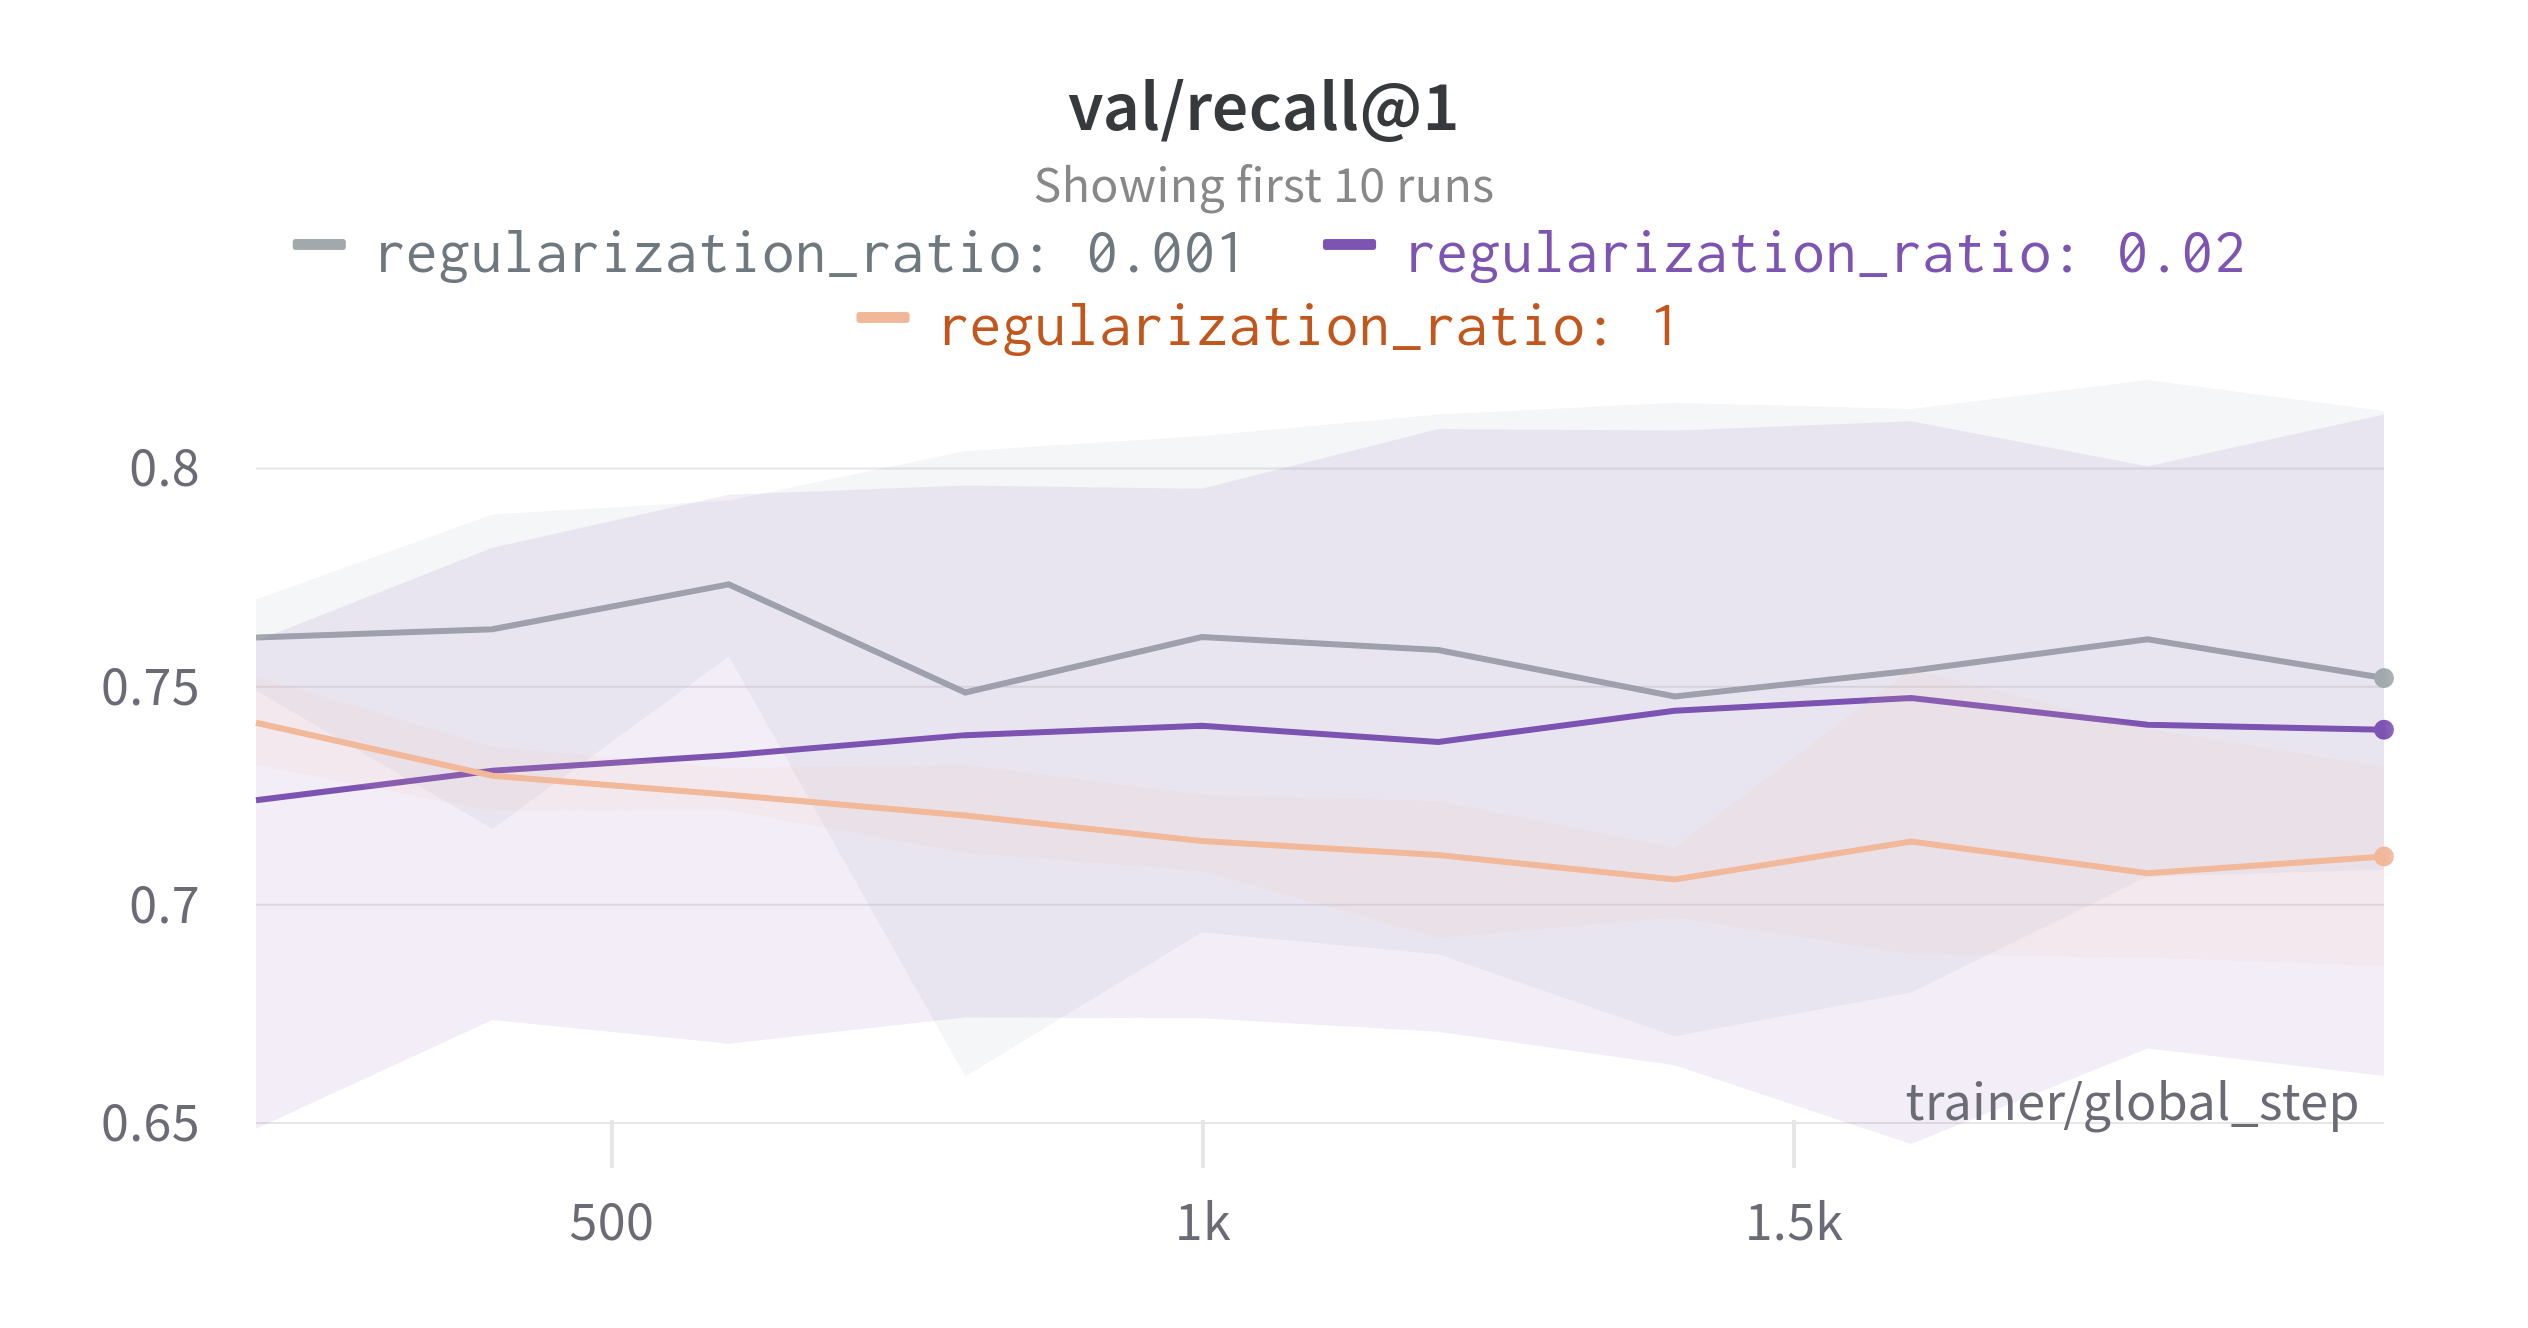 val/recall@1
Showing first 10 runs
regularization_ratio: 0.001 regularization_ratio: 0.02
regularization_ratio: 1
0.8
0.75
0.7
0.65
trainer/global_step
500 1k 1.5k